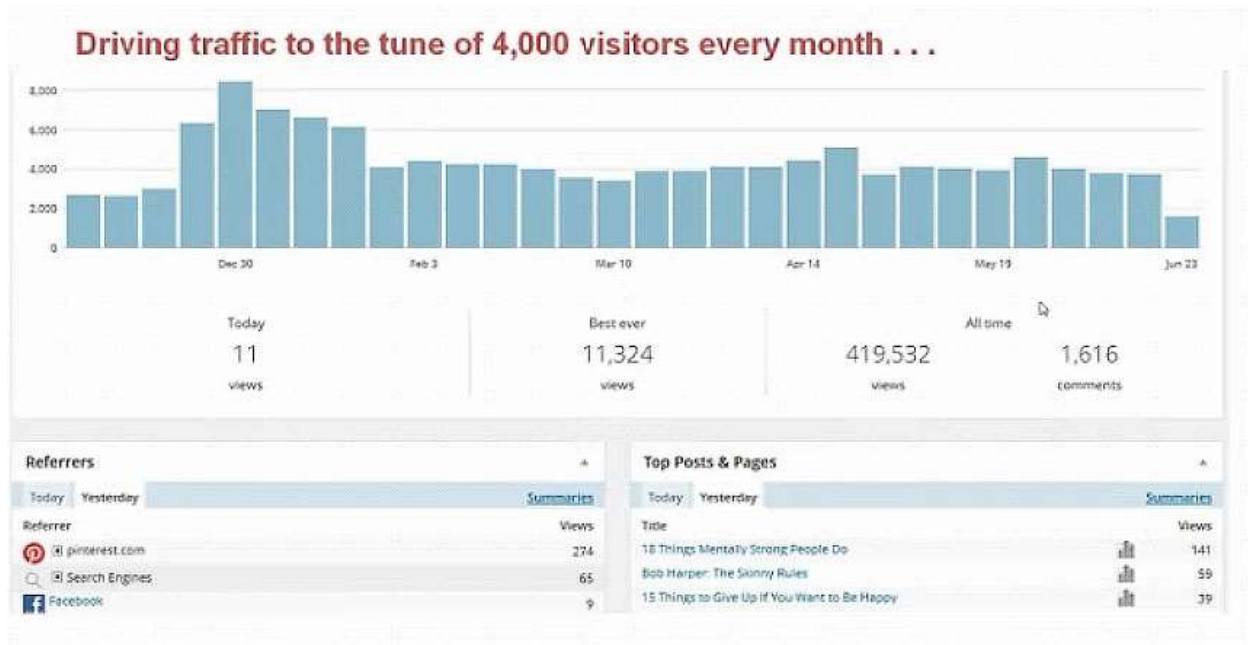 Driving traffic to the tune of 4,000 visitors every month . . .
8,000
6,000
4,000
2,000
0
Dec 30 Feb 3 Mar 10 Apr 14 May 19 Jun 23
Today Best ever All time
11 11,324 419,532 1,616
views views views comments
Referrers
Today Yesterday Summaries
Referrer Views
pinterest.com 274
Search Engines 65
Facebook 9
Top Posts & Pages
Today Yesterday Summaries
Title Views
18 Things Mentally Strong People Do 141
Bob Harper: The Skinny Rules 59
15 Things to Give Up If You Want to Be Happy 39